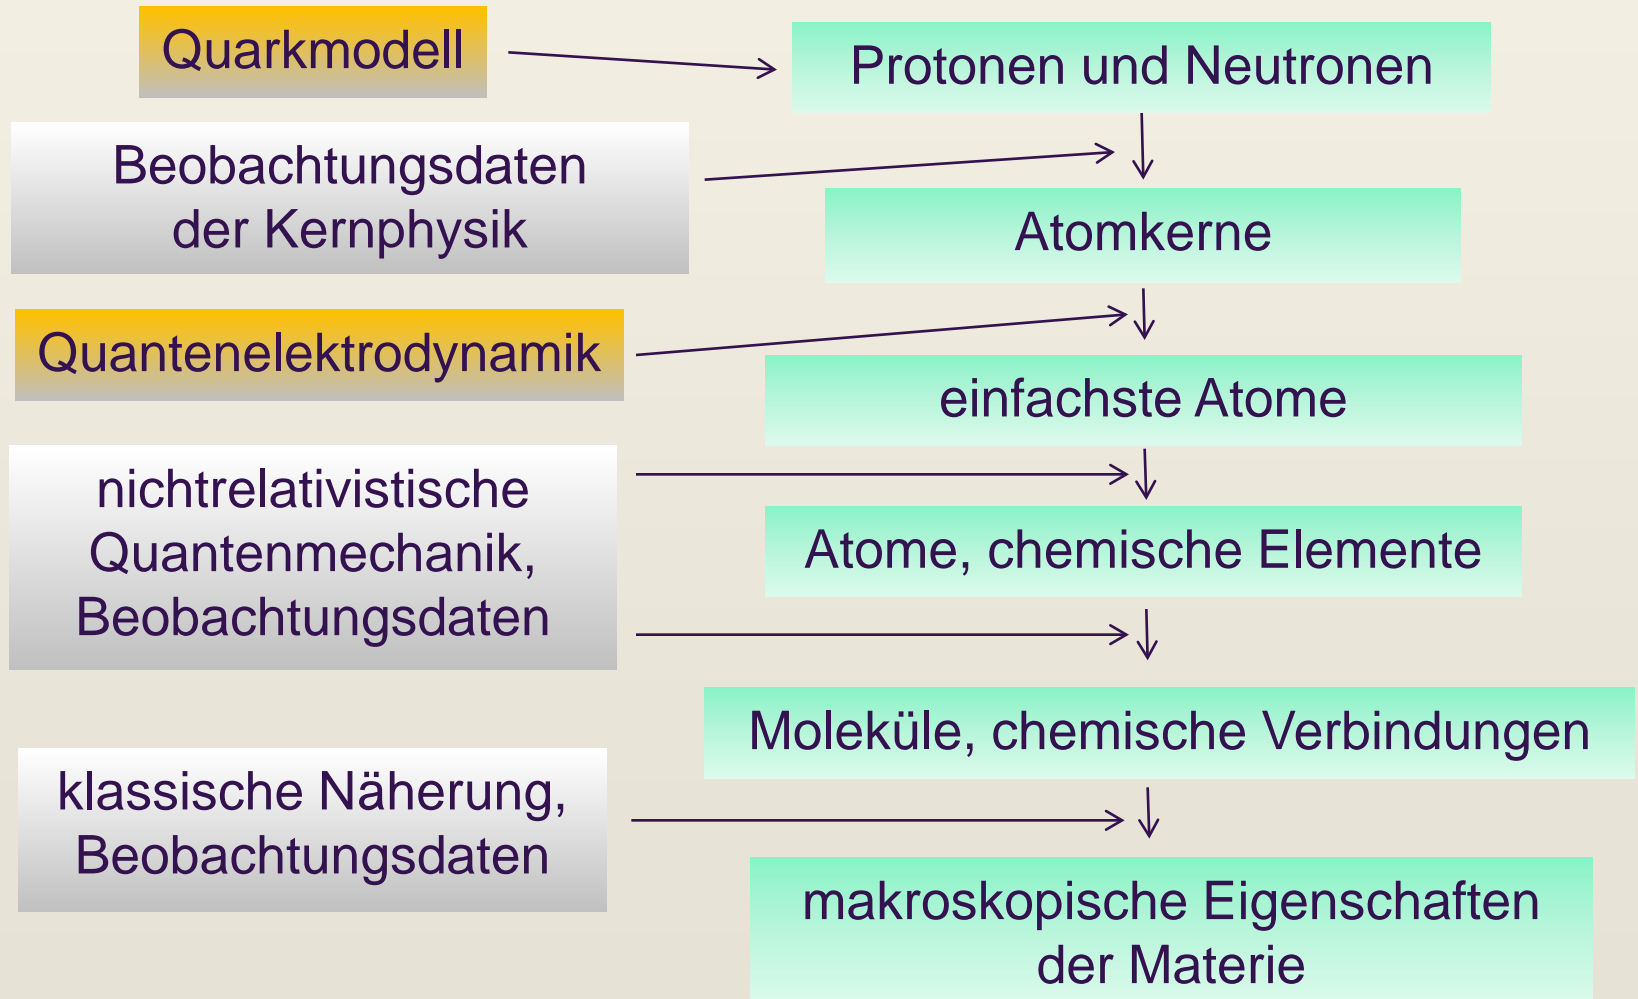 Quarkmodell
Protonen und Neutronen
Beobachtungsdaten
der Kernphysik
Atomkerne
Quantenelektrodynamik
einfachste Atome
nichtrelativistische
Quantenmechanik,
Beobachtungsdaten
Atome, chemische Elemente
Moleküle, chemische Verbindungen
klassische Näherung,
Beobachtungsdaten
makroskopische Eigenschaften
der Materie